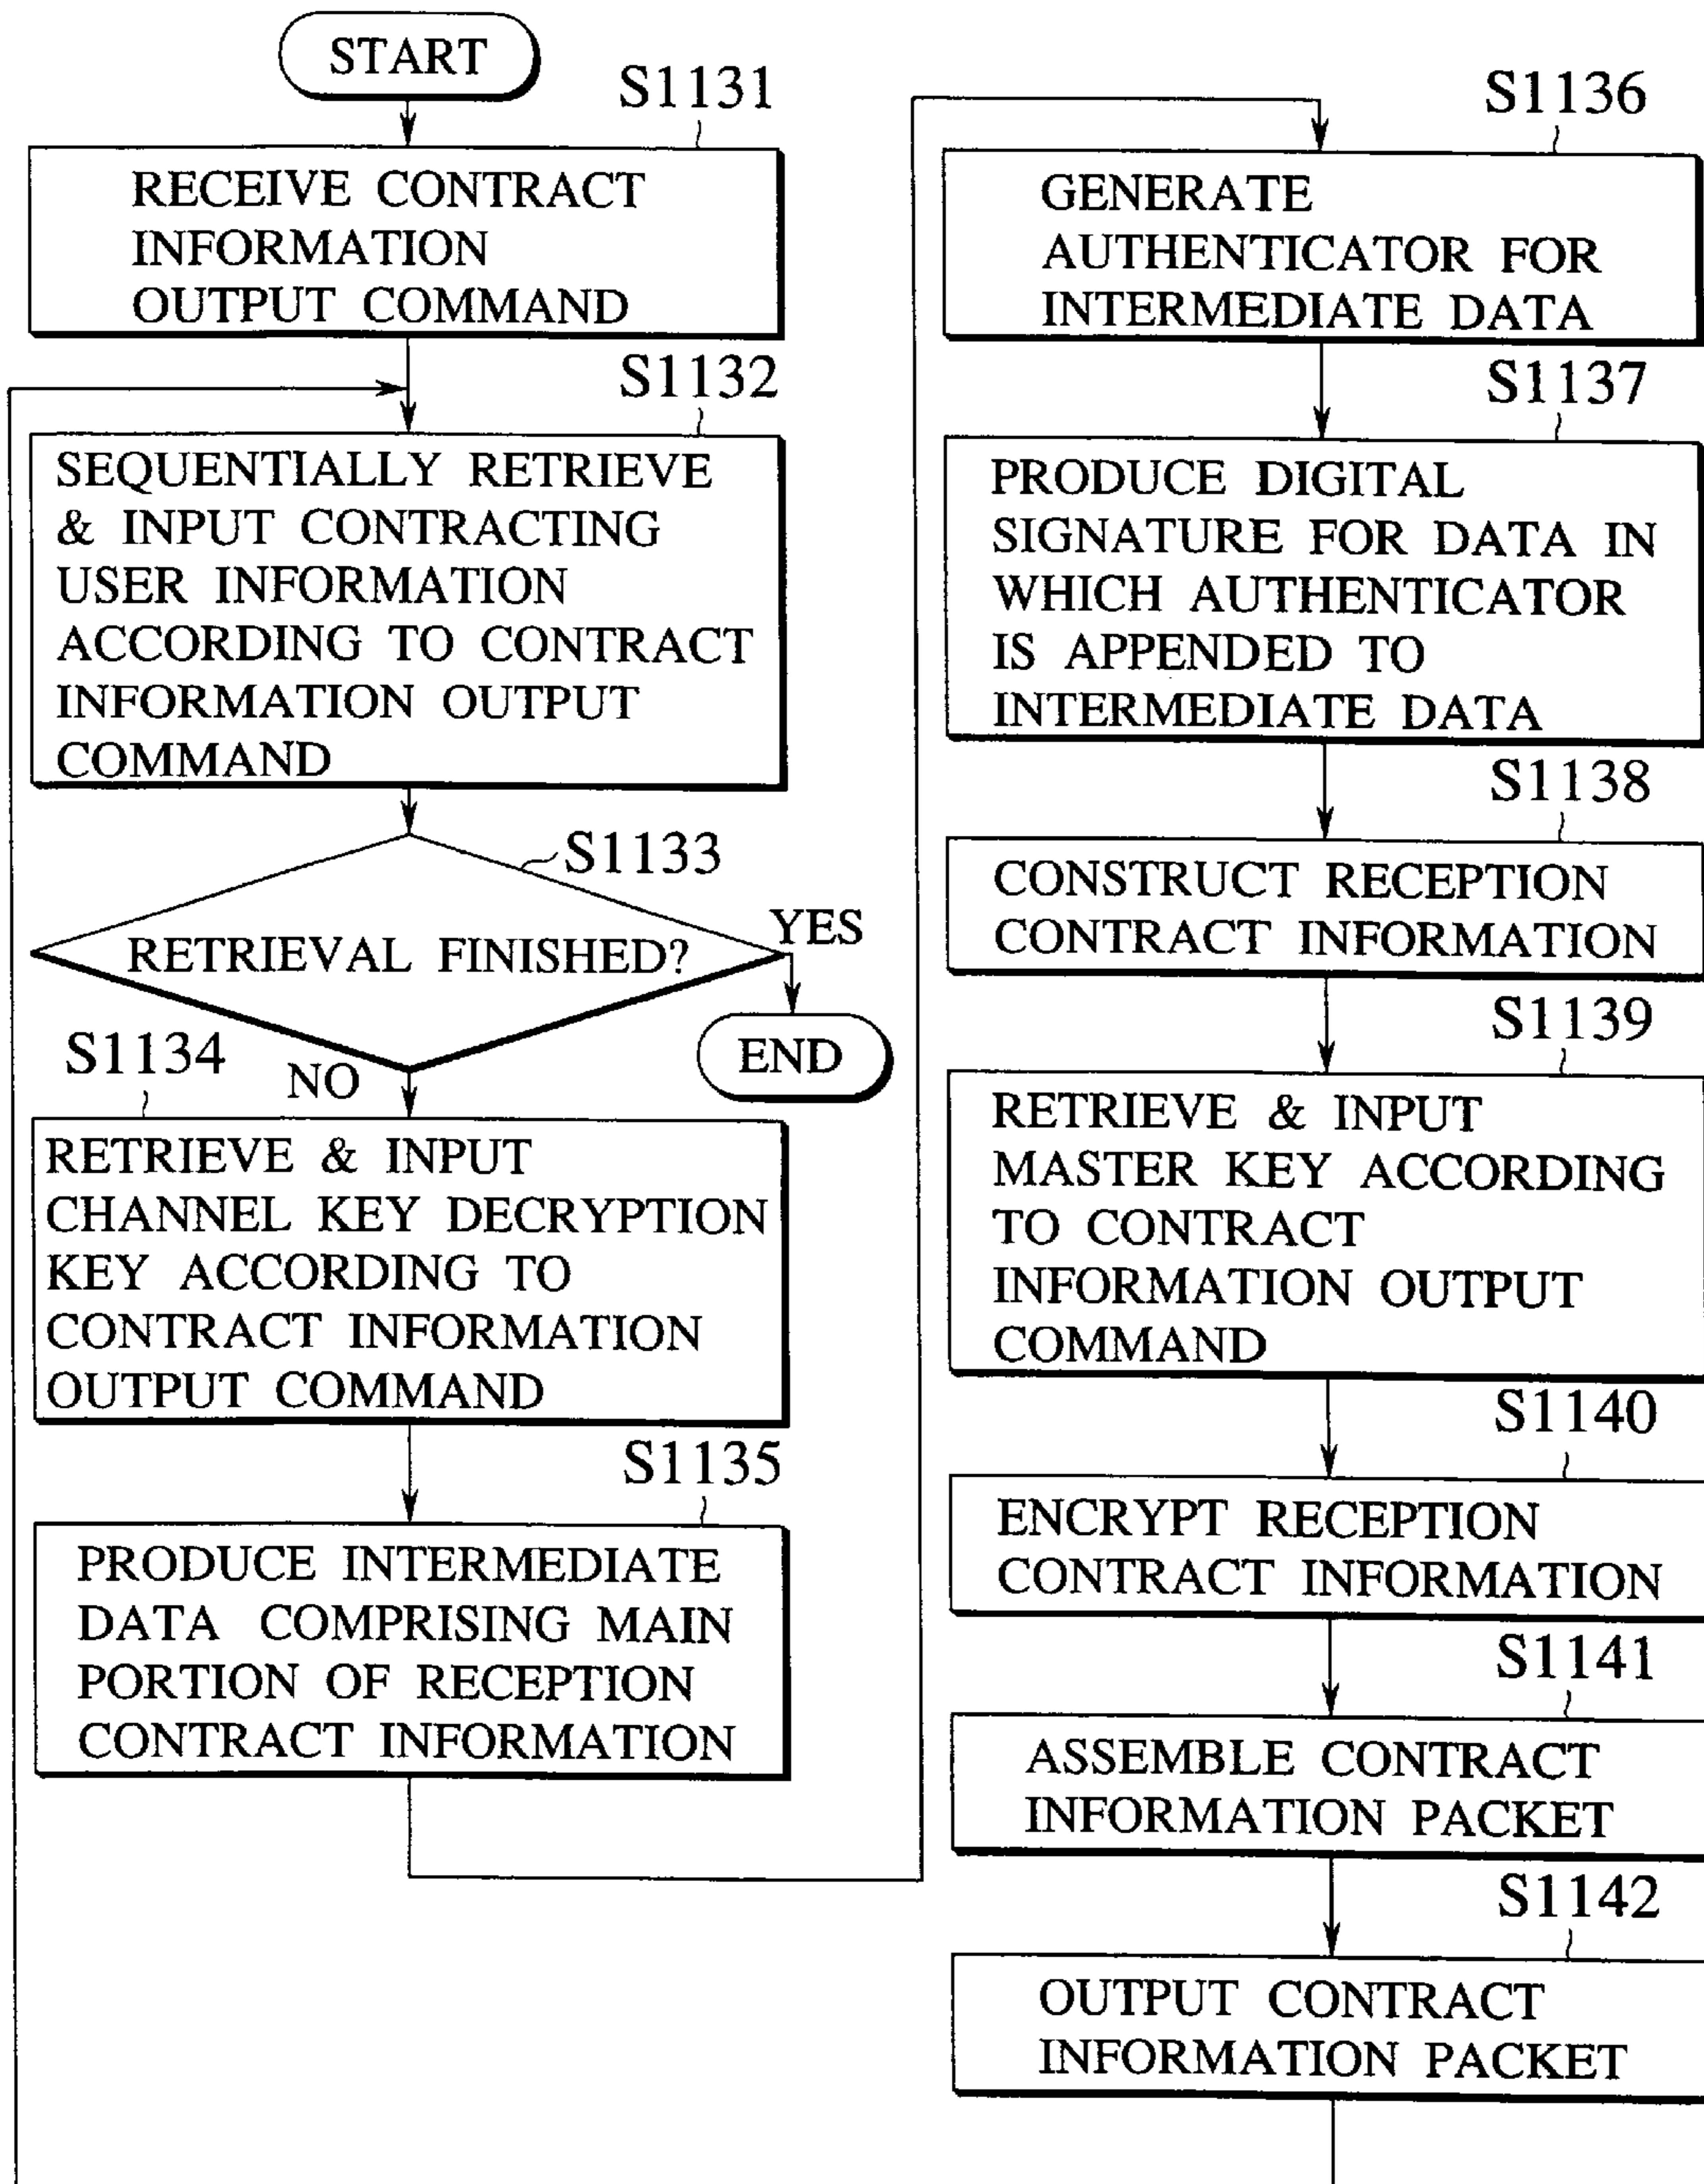 START
S1131
RECEIVE CONTRACT
INFORMATION
OUTPUT COMMAND
S1132
SEQUENTIALLY RETRIEVE
& INPUT CONTRACTING
USER INFORMATION
ACCORDING TO CONTRACT
INFORMATION OUTPUT
COMMAND
S1133
RETRIEVAL FINISHED?
YES
END
NO
S1134
RETRIEVE & INPUT
CHANNEL KEY DECRYPTION
KEY ACCORDING TO
CONTRACT INFORMATION
OUTPUT COMMAND
S1135
PRODUCE INTERMEDIATE
DATA COMPRISING MAIN
PORTION OF RECEPTION
CONTRACT INFORMATION
S1136
GENERATE
AUTHENTICATOR FOR
INTERMEDIATE DATA
S1137
PRODUCE DIGITAL
SIGNATURE FOR DATA IN
WHICH AUTHENTICATOR
IS APPENDED TO
INTERMEDIATE DATA
S1138
CONSTRUCT RECEPTION
CONTRACT INFORMATION
S1139
RETRIEVE & INPUT
MASTER KEY ACCORDING
TO CONTRACT
INFORMATION OUTPUT
COMMAND
S1140
ENCRYPT RECEPTION
CONTRACT INFORMATION
S1141
ASSEMBLE CONTRACT
INFORMATION PACKET
S1142
OUTPUT CONTRACT
INFORMATION PACKET